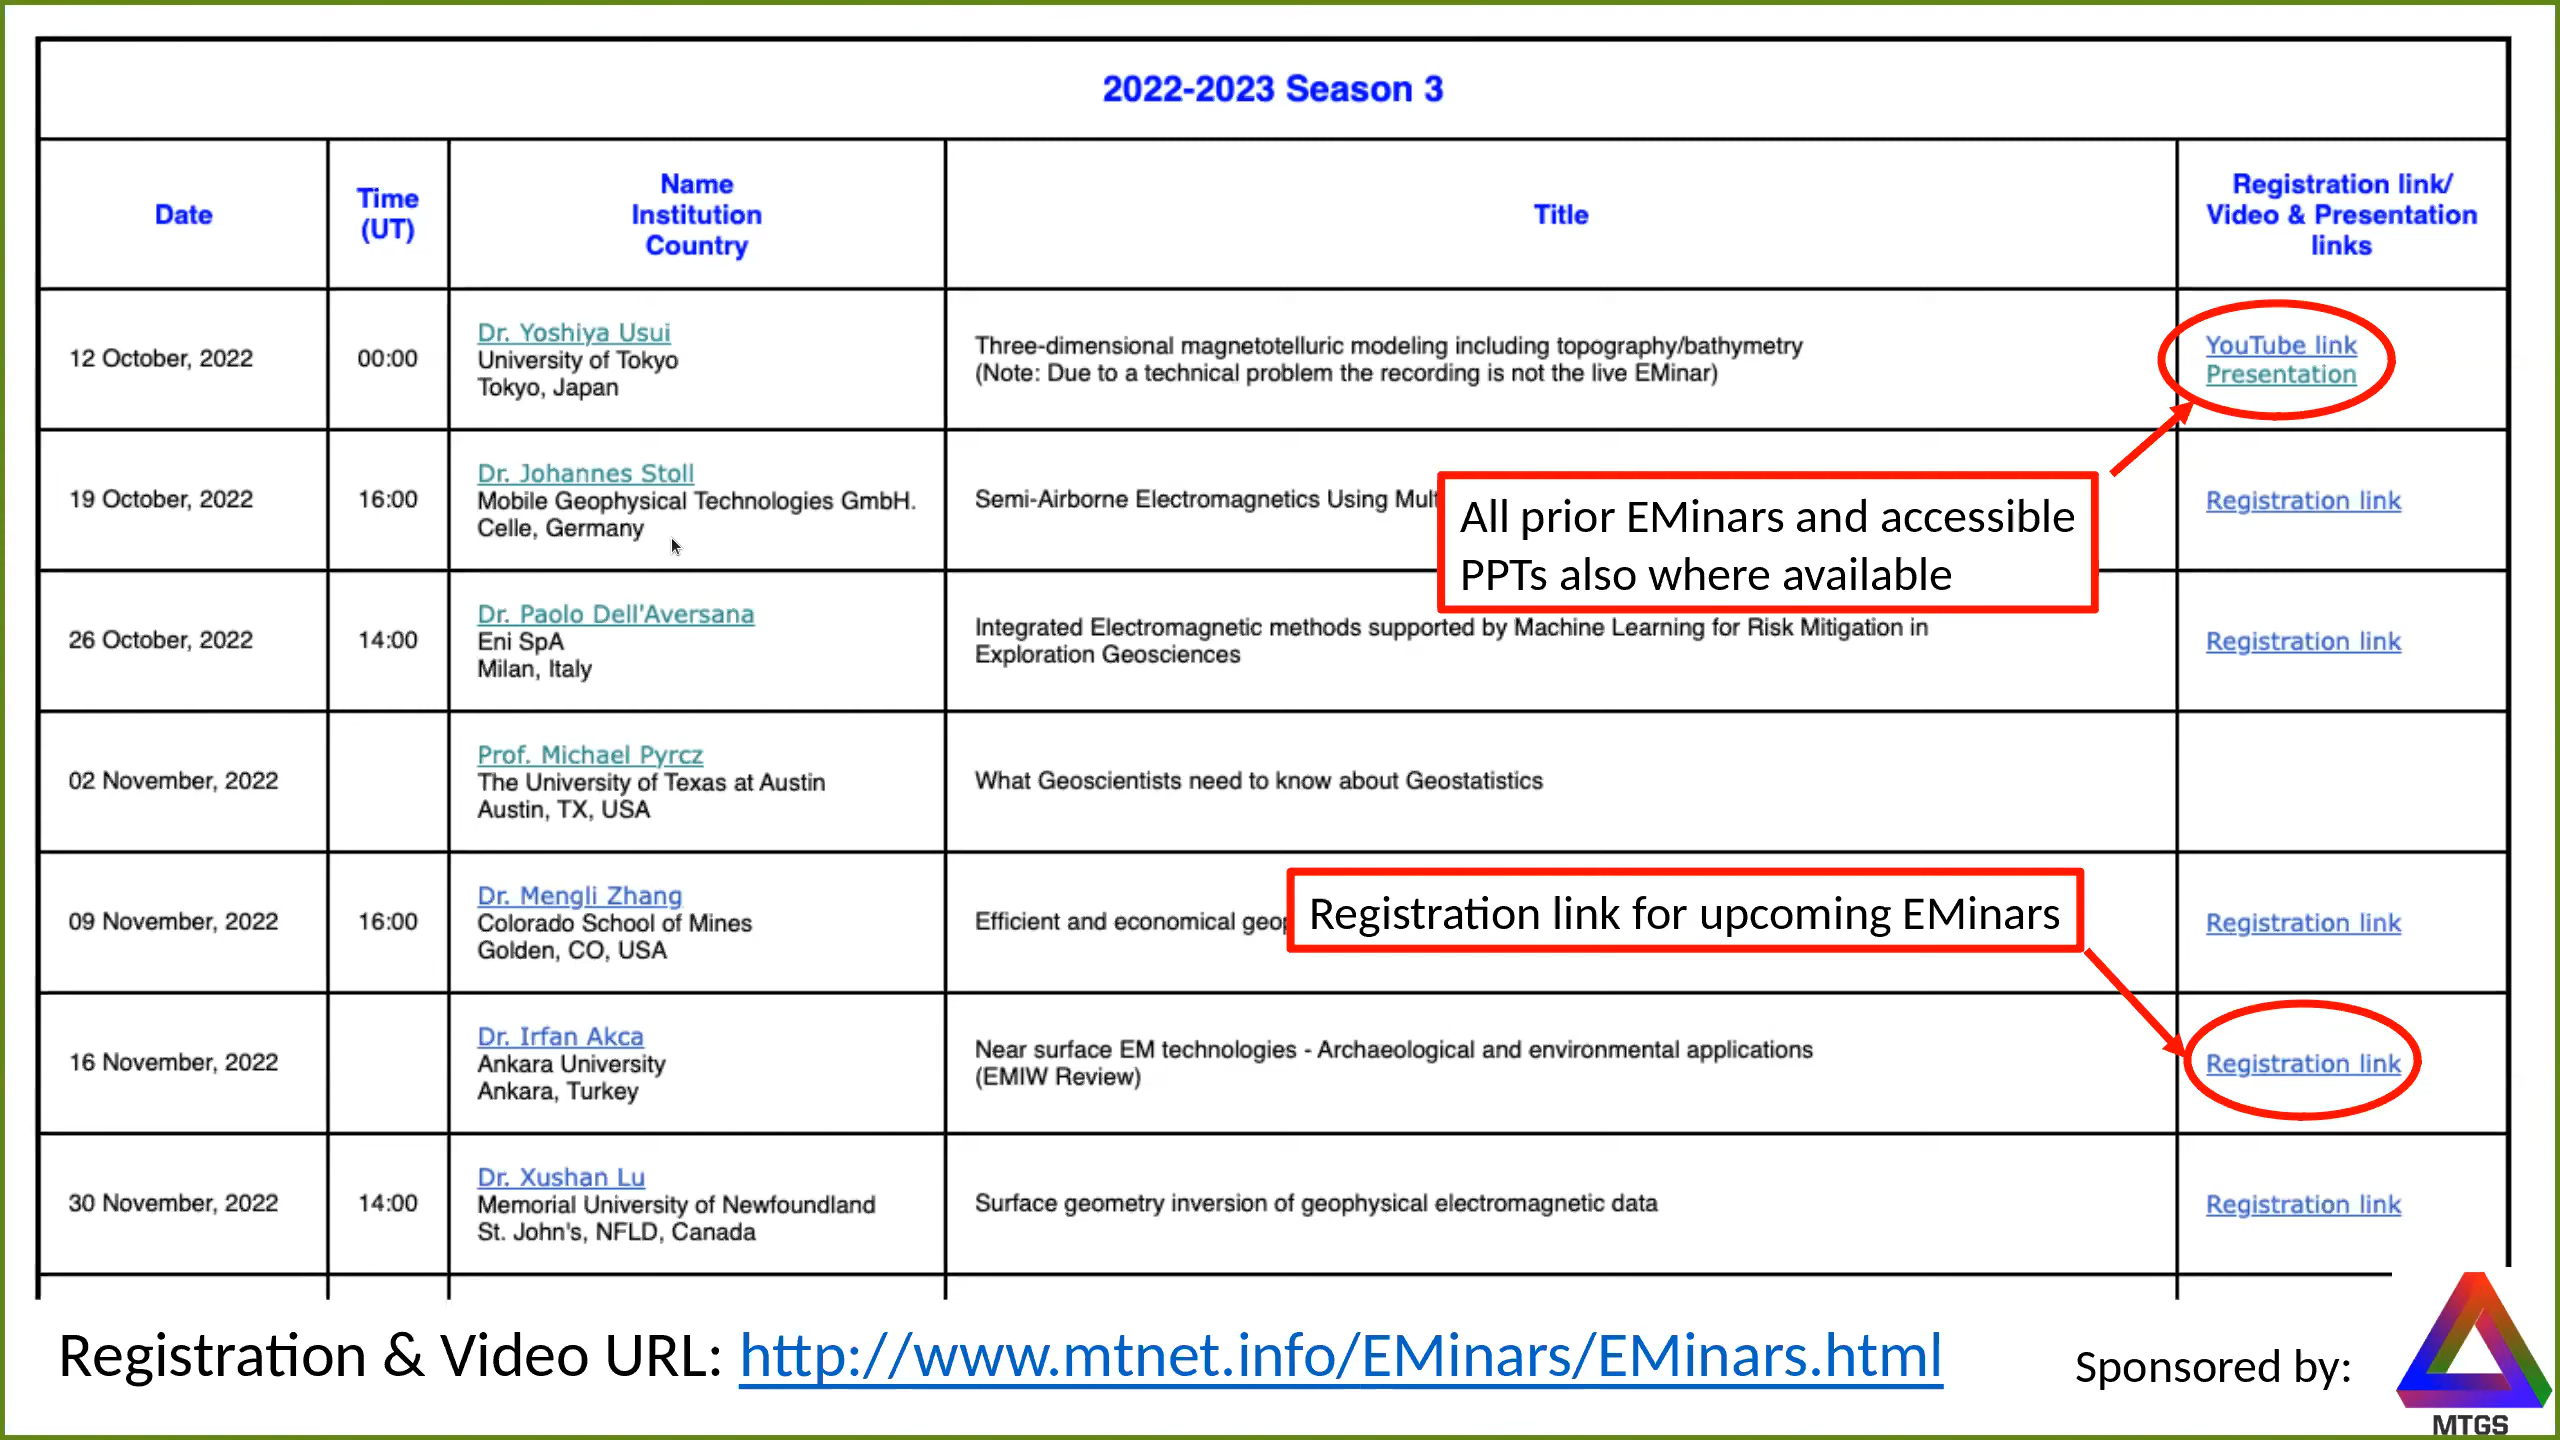 2022-2023 Season 3
Date
Time
(UT)
Name
Institution
Country
Title
Registration link/
Video & Presentation
links
12 October, 2022
00:00
Dr. Yoshiya Usui
University of Tokyo
Tokyo, Japan
Three-dimensional magnetotelluric modeling including topography/bathymetry
(Note: Due to a technical problem the recording is not the live EMinar)
YouTube link
Presentation
19 October, 2022
16:00
Dr. Johannes Stoll
Mobile Geophysical Technologies GmbH.
Celle, Germany
Semi-Airborne Electromagnetics Using
All prior EMinars and accessible
PPTs also where available
Registration link
26 October, 2022
14:00
Dr. Paolo Dell'Aversana
Eni SpA
Milan, Italy
Integrated Electromagnetic methods supported by Machine Learning for Risk Mitigation in
Exploration Geosciences
Registration link
02 November, 2022
Prof. Michael Pyrcz
The University of Texas at Austin
Austin, TX, USA
What Geoscientists need to know about Geostatistics
09 November, 2022
16:00
Dr. Mengli Zhang
Colorado School of Mines
Golden, CO, USA
Efficient and economical
Registration link for upcoming EMinars
Registration link
16 November, 2022
Dr. Irfan Akca
Ankara University
Ankara, Turkey
Near surface EM technologies - Archaeological and environmental applications
(EMIW Review)
Registration link
30 November, 2022
14:00
Dr. Xushan Lu
Memorial University of Newfoundland
St. John's, NFLD, Canada
Surface geometry inversion of geophysical electromagnetic data
Registration link
Registration & Video URL: http://www.mtnet.info/EMinars/EMinars.html
Sponsored by:
MTGS